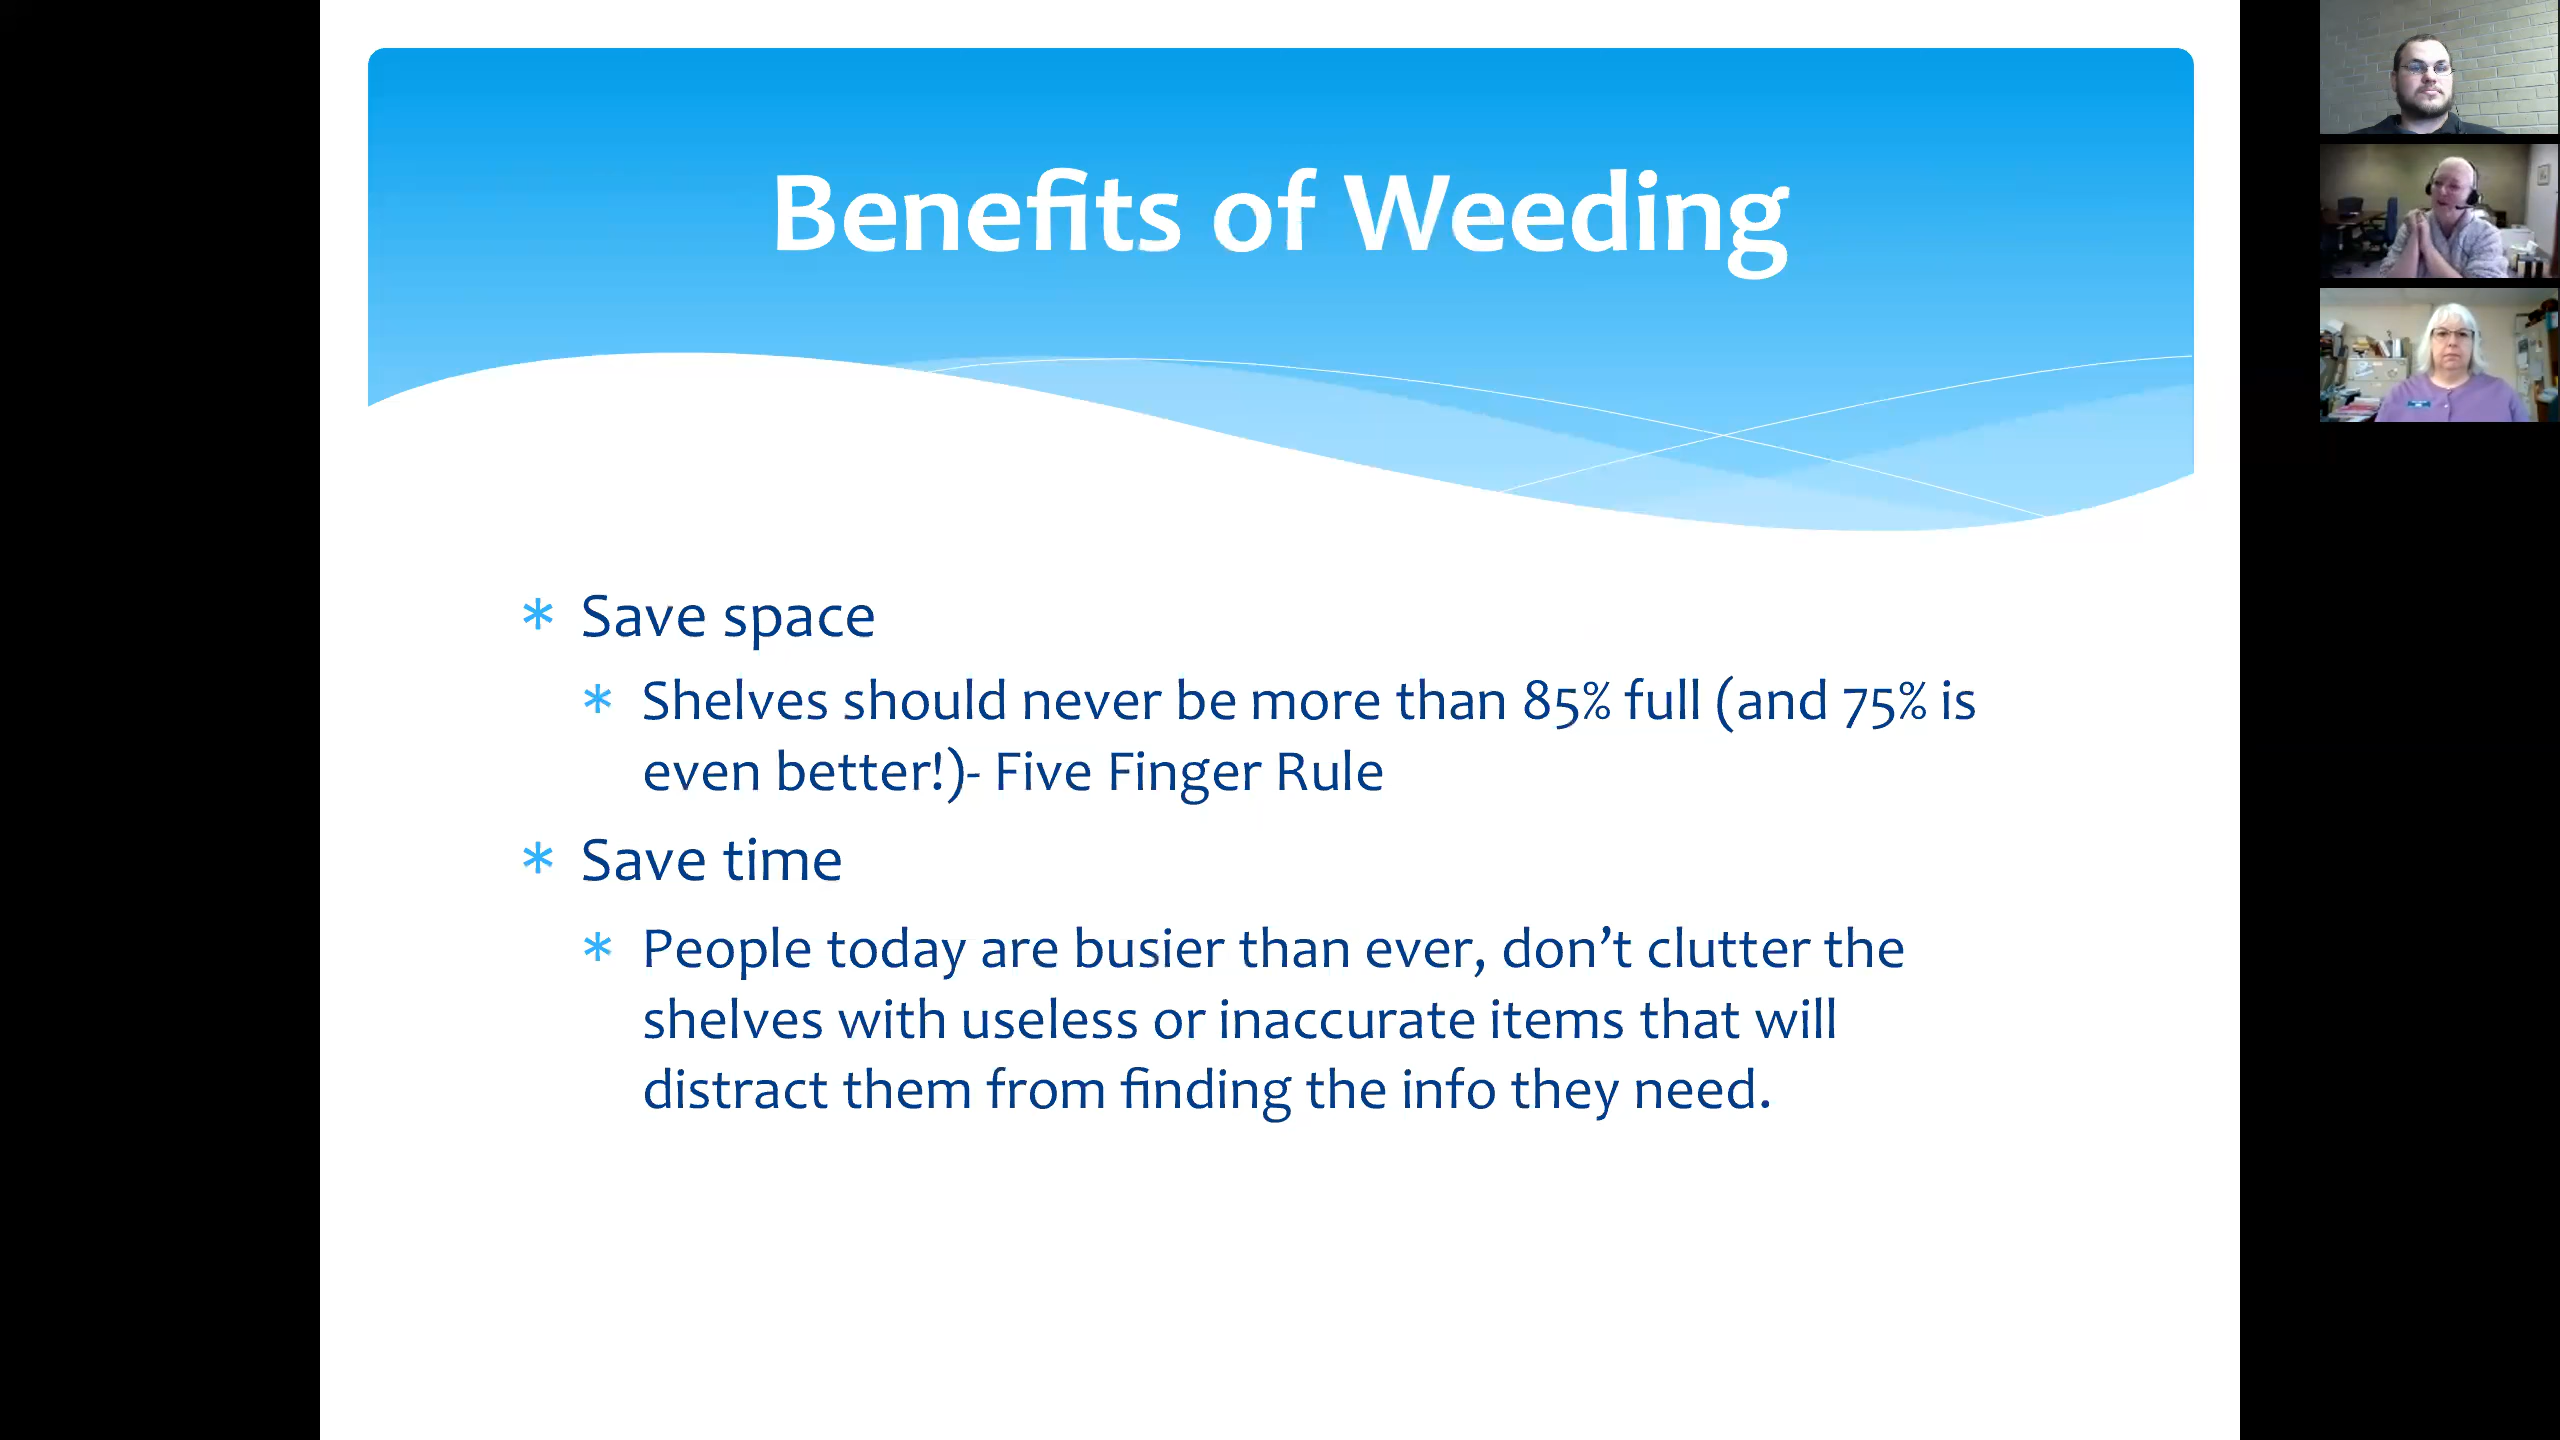 Benefits of Weeding
* Save space
* Shelves should never be more than 85% full (and 75% is
even better!)- Five Finger Rule
* Save time
* People today are busier than ever, don’t clutter the
shelves with useless or inaccurate items that will
distract them from finding the info they need.